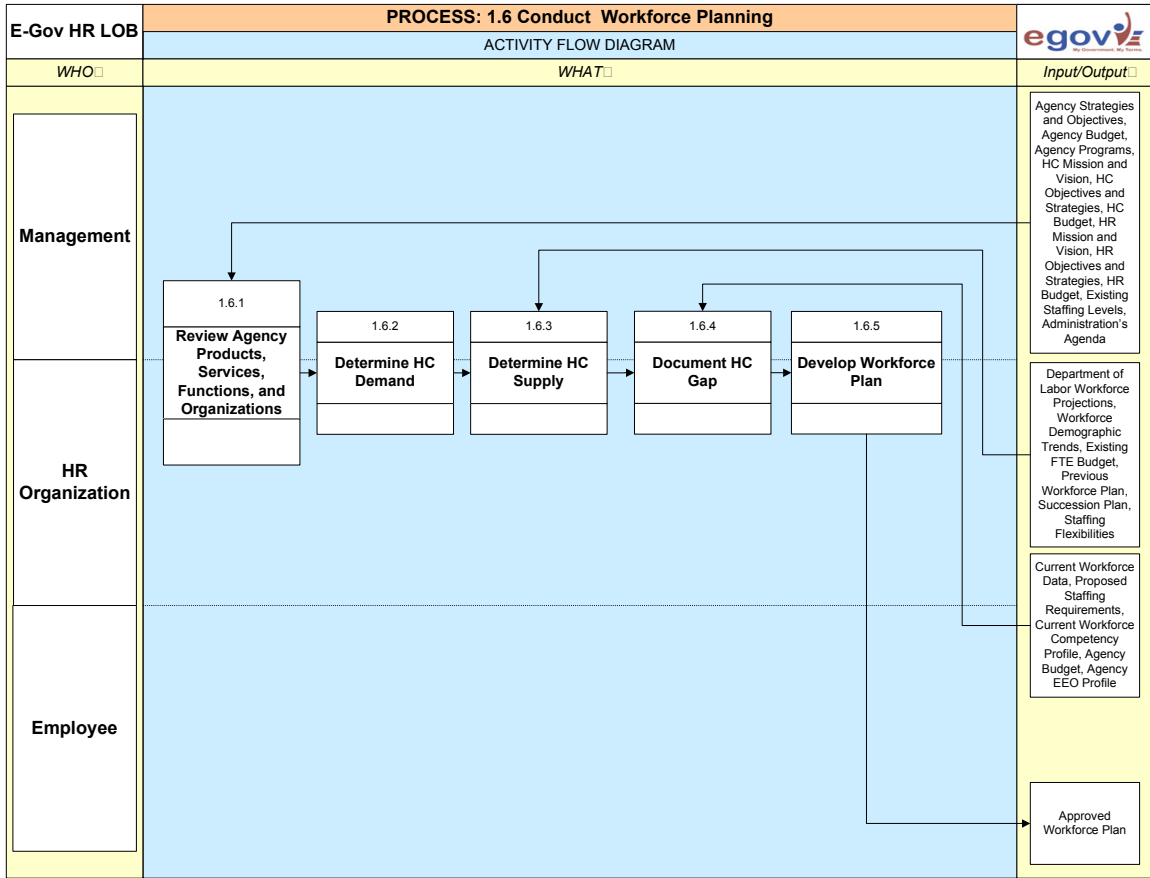 E-Gov HR LOB
PROCESS: 1.6 Conduct Workforce Planning
ACTIVITY FLOW DIAGRAM
egov
My Government. My Terms.
WHO□
WHAT□
Input/Output□
Management
HR
Organization
Employee
1.6.1
Review Agency
Products,
Services,
Functions, and
Organizations
1.6.2
Determine HC
Demand
1.6.3
Determine HC
Supply
1.6.4
Document HC
Gap
1.6.5
Develop Workforce
Plan
Agency Strategies
and Objectives,
Agency Budget,
Agency Programs,
HC Mission and
Vision, HC
Objectives and
Strategies, HC
Budget, HR
Mission and
Vision, HR
Objectives and
Strategies, HR
Budget, Existing
Staffing Levels,
Administration's
Agenda
Department of
Labor Workforce
Projections,
Workforce
Demographic
Trends, Existing
FTE Budget,
Previous
Workforce Plan,
Succession Plan,
Staffing
Flexibilities
Current Workforce
Data, Proposed
Staffing
Requirements,
Current Workforce
Competency
Profile, Agency
Budget, Agency
EEO Profile
Approved
Workforce Plan